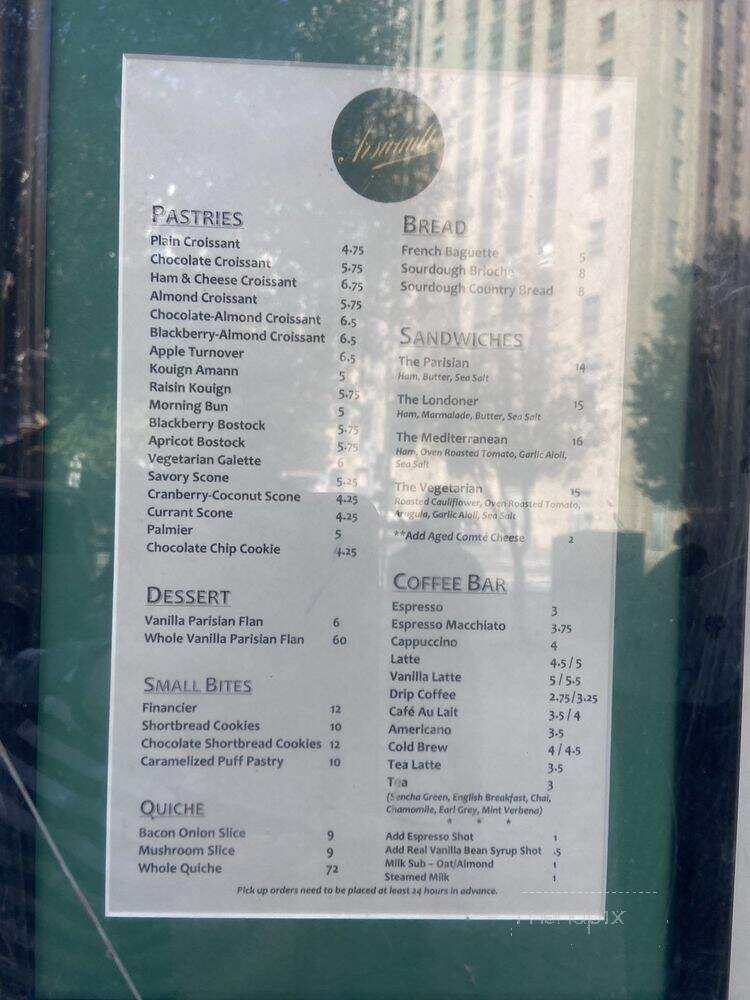 Arsicault
PASTRIES
Plain Croissant 4.75
Chocolate Croissant 5.75
Ham & Cheese Croissant 6.75
Almond Croissant 5.75
Chocolate-Almond Croissant 6.5
Blackberry-Almond Croissant 6.5
Apple Turnover 6.5
Kouign Amann 5
Raisin Kouign 5.75
Morning Bun 5
Blackberry Bostock 5.75
Apricot Bostock 5.75
Vegetarian Galette 6
Savory Scone 5.25
Cranberry-Coconut Scone 4.25
Currant Scone 4.25
Palmier 5
Chocolate Chip Cookie 4.25
DESSERT
Vanilla Parisian Flan 6
Whole Vanilla Parisian Flan 60
SMALL BITES
Financier 12
Shortbread Cookies 10
Chocolate Shortbread Cookies 12
Caramelized Puff Pastry 10
QUICHE
Bacon Onion Slice 9
Mushroom Slice 9
Whole Quiche 72
BREAD
French Baguette 5
Sourdough Brioche 8
Sourdough Country Bread 8
SANDWICHES
The Parisian 14
Ham, Butter, Sea Salt
The Londoner 15
Ham, Marmalade, Butter, Sea Salt
The Mediterranean 16
Ham, Oven Roasted Tomato, Garlic Aioli,
Sea Salt
The Vegetarian 15
Roasted Cauliflower, Oven Roasted Tomato,
Arugula, Garlic Aioli, Sea Salt
**Add Aged Comté Cheese 2
COFFEE BAR
Espresso 3
Espresso Macchiato 3.75
Cappuccino 4
Latte 4.5 / 5
Vanilla Latte 5 / 5.5
Drip Coffee 2.75/3.25
Café Au Lait 3.5 / 4
Americano 3.5
Cold Brew 4 / 4.5
Tea Latte 3.5
Tea 3
(Sencha Green, English Breakfast, Chai,
Chamomile, Earl Grey, Mint Verbena)
* * *
Add Espresso Shot 1
Add Real Vanilla Bean Syrup Shot .5
Milk Sub – Oat/Almond 1
Steamed Milk 1
Pick up orders need to be placed at least 24 hours in advance.
menupix